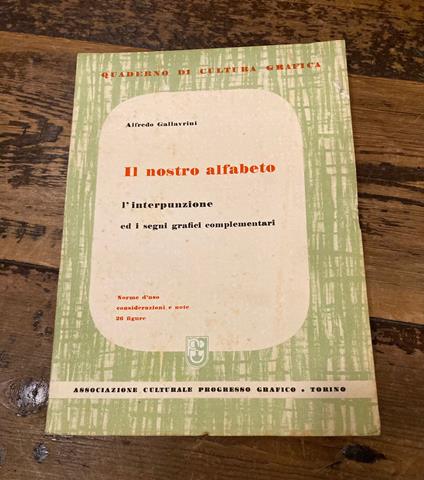 QUADERNO DI CULTURA GRAFICA
Alfredo Gallavrini
Il nostro alfabeto
l'interpunzione
ed i segni grafici complementari
Norme d'uso
considerazioni e note
26 figure
ASSOCIAZIONE CULTURALE PROGRESSO GRAFICO . TORINO